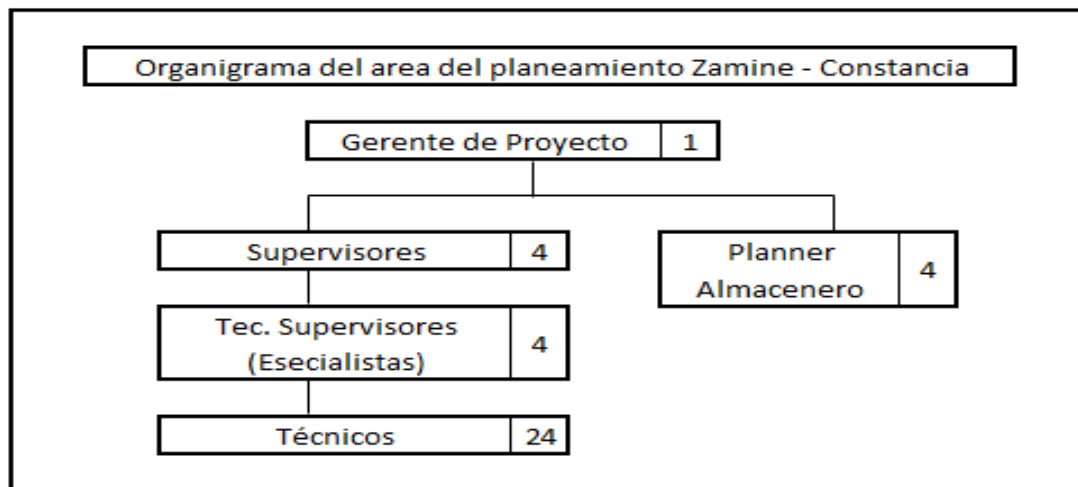 Organigrama del area del planeamiento Zamine - Constancia
Gerente de Proyecto 1
Supervisores 4
Planner
Almacenero 4
Tec. Supervisores
(Esecialistas) 4
Técnicos 24